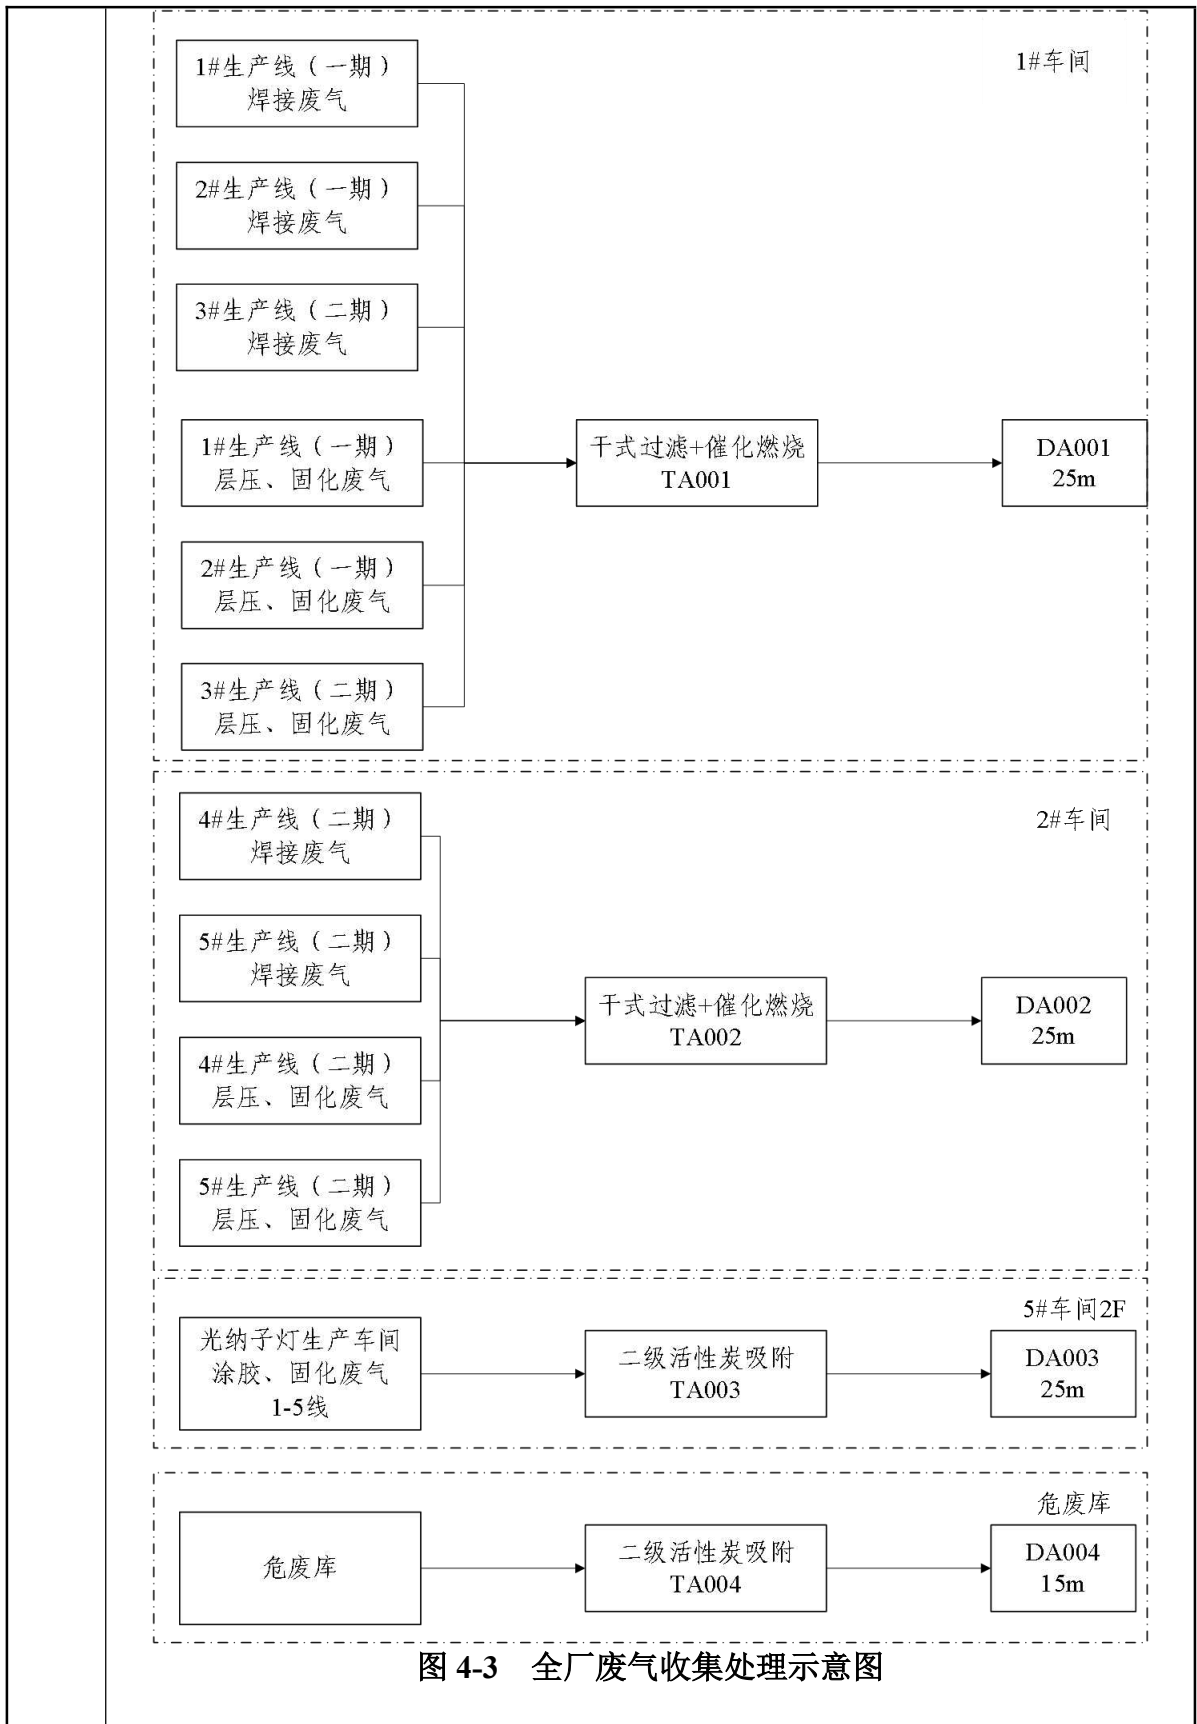 1#车间
1#生产线（一期）
焊接废气
2#生产线（一期）
焊接废气
3#生产线（二期）
焊接废气
1#生产线（一期）
层压、固化废气
干式过滤+催化燃烧
TA001
DA001
25m
2#生产线（一期）
层压、固化废气
3#生产线（二期）
层压、固化废气
2#车间
4#生产线（二期）
焊接废气
5#生产线（二期）
焊接废气
干式过滤+催化燃烧
TA002
DA002
25m
4#生产线（二期）
层压、固化废气
5#生产线（二期）
层压、固化废气
5#车间2F
光纳子灯生产车间
涂胶、固化废气
1-5线
二级活性炭吸附
TA003
DA003
25m
危废库
危废库
二级活性炭吸附
TA004
DA004
15m
图 4-3 全厂废气收集处理示意图